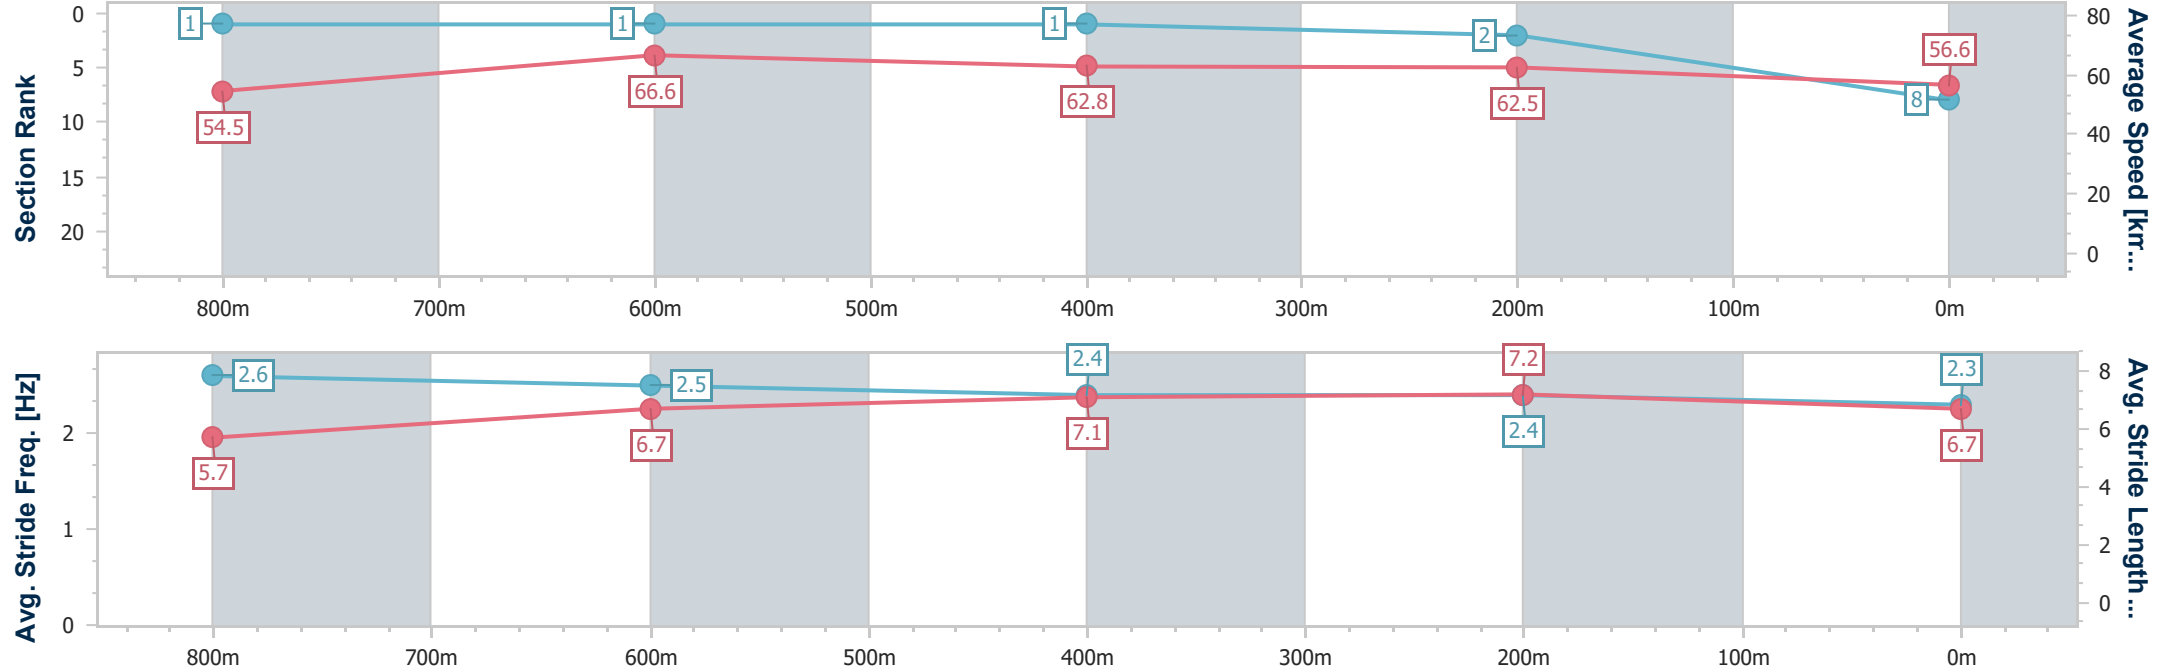 Section Rank
0
5
10
15
20
1
1
1
2
8
54.5
66.6
62.8
62.5
56.6
80
60
40
20
0
Average Speed [km...
800m
700m
600m
500m
400m
300m
200m
100m
0m
Avg. Stride Freq. [Hz]
2
1
0
2.6
2.5
2.4
2.4
2.3
5.7
6.7
7.1
7.2
6.7
8
6
4
2
0
Avg. Stride Length ...
800m
700m
600m
500m
400m
300m
200m
100m
0m